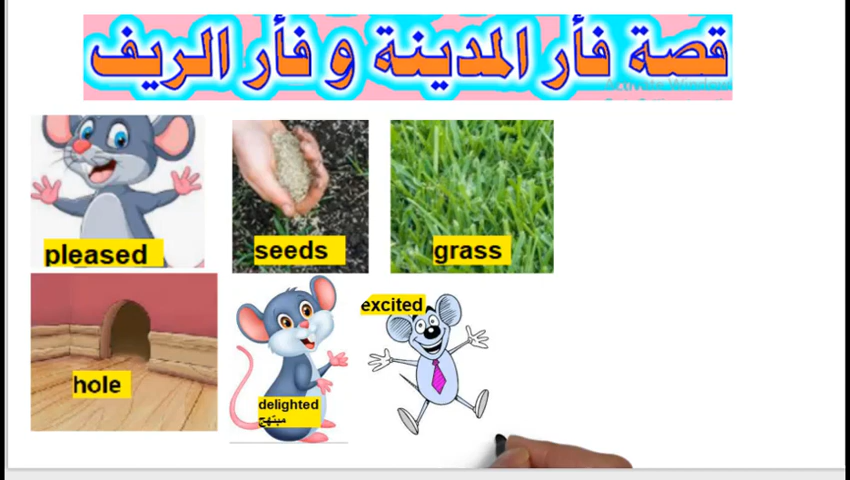 قصة فأر المدينة و فأر الريف
pleased
seeds
grass
hole
delighted
مبتهج
excited